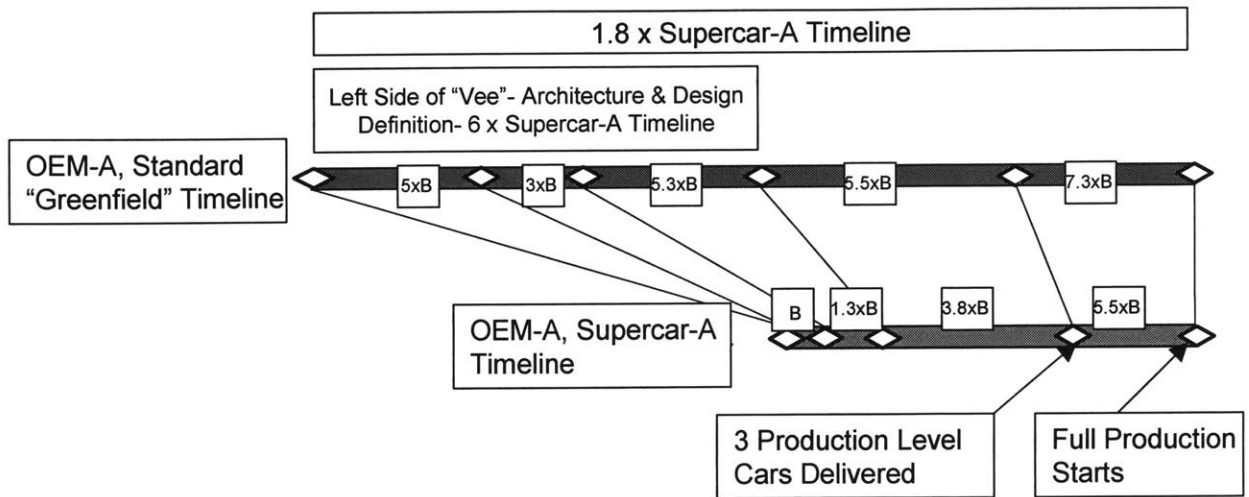 1.8 x Supercar-A Timeline
Left Side of "Vee"- Architecture & Design
Definition- 6 x Supercar-A Timeline
OEM-A, Standard
"Greenfield" Timeline
5xB
3xB
5.3xB
5.5xB
7.3xB
B
1.3xB
3.8xB
5.5xB
OEM-A, Supercar-A
Timeline
3 Production Level
Cars Delivered
Full Production
Starts